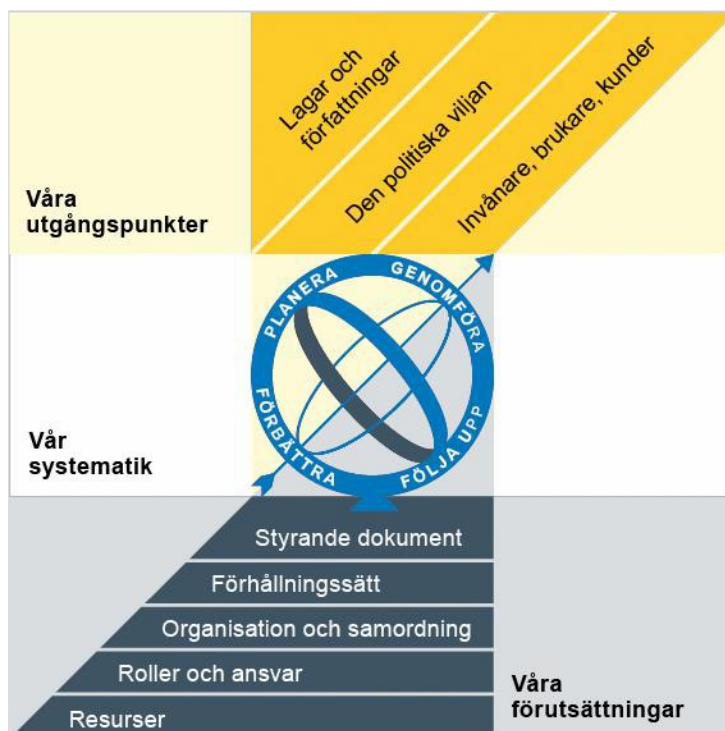 Lagar och
författningar
Den politiska viljan
Invånare, brukare, kunder
Våra
utgångspunkter
PLANERA
GENOMFÖRA
FÖLJA UPP
FÖRBÄTTRA
Vår
systematik
Styrande dokument
Förhållningssätt
Organisation och samordning
Roller och ansvar
Resurser
Våra
förutsättningar